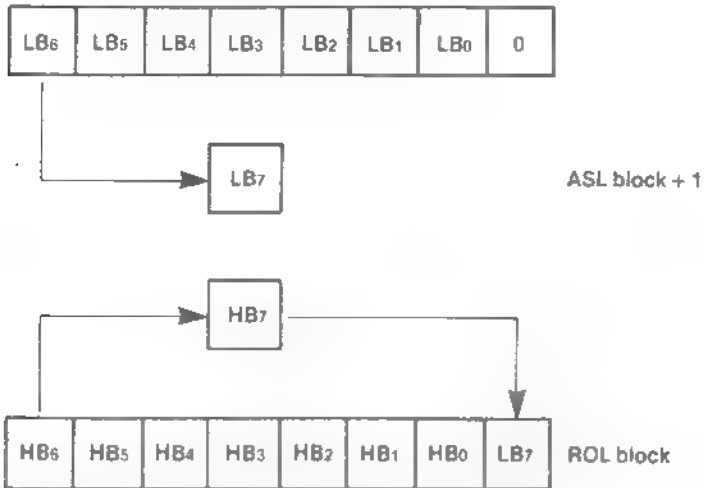 LB6 LB5 LB4 LB3 LB2 LB1 LB0 0
LB7 ASL block + 1
HB7
HB6 HB5 HB4 HB3 HB2 HB1 HB0 LB7 ROL block